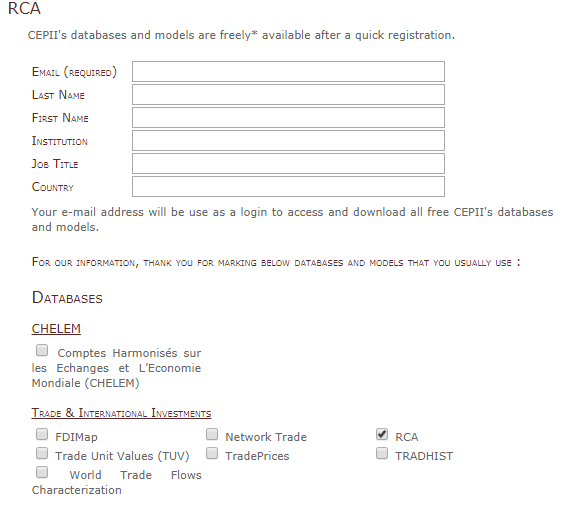 RCA
CEPII's databases and models are freely* available after a quick registration.
Email (required)
Last Name
First Name
Institution
Job Title
Country
Your e-mail address will be use as a login to access and download all free CEPII's databases
and models.
For our information, thank you for marking below databases and models that you usually use :
Databases
CHELEM
Comptes Harmonisés sur
les Echanges et L'Economie
Mondiale (CHELEM)
Trade & International Investments
FDIMap Network Trade RCA
Trade Unit Values (TUV) TradePrices TRADHIST
World Trade Flows
Characterization